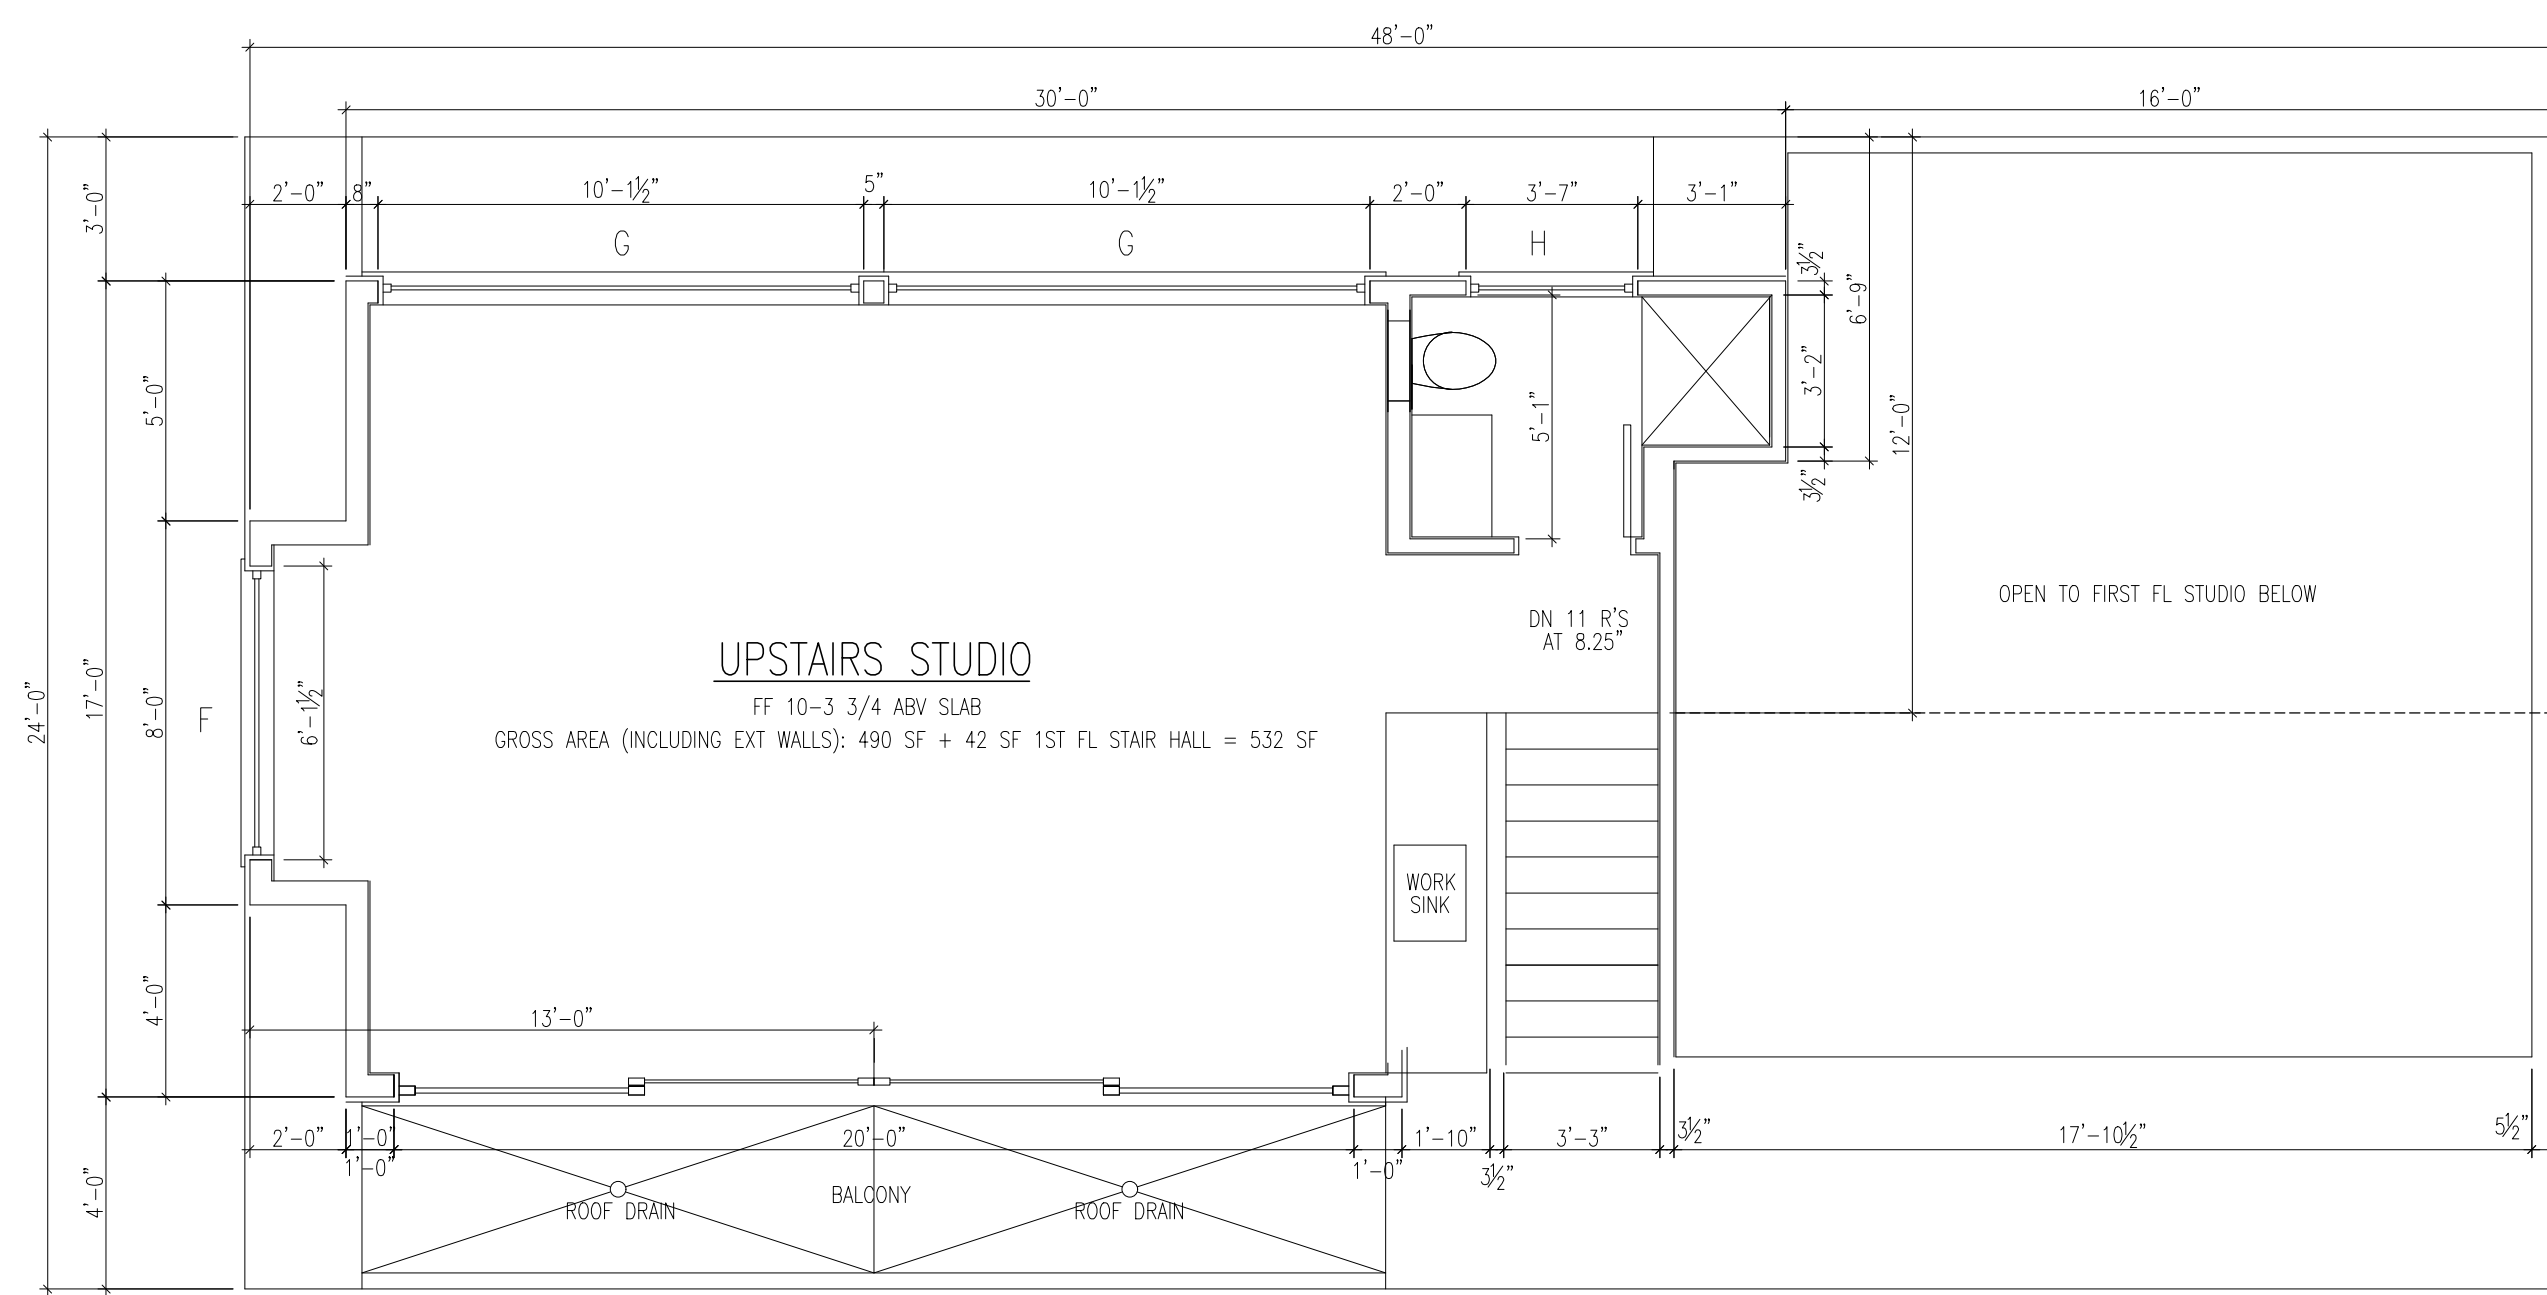 48'-0"
30'-0"
16'-0"
2'-0"
8"
10'-1½"
5"
10'-1½"
2'-0"
3'-7"
3'-1"
3'-0"
G
G
H
3½"
6'-9"
5'-0"
3'-2"
5'-1"
12'-0"
3½"
OPEN TO FIRST FL STUDIO BELOW
DN 11 R'S
AT 8.25"
UPSTAIRS STUDIO
FF 10-3 3/4 ABV SLAB
GROSS AREA (INCLUDING EXT WALLS): 490 SF + 42 SF 1ST FL STAIR HALL = 532 SF
24'-0"
17'-0"
8'-0"
F
6'-1½"
WORK
SINK
4'-0"
13'-0"
2'-0"
1'-0"
1'-0"
20'-0"
1'-0"
1'-10"
3½"
3'-3"
3½"
17'-10½"
5½"
4'-0"
BALCONY
ROOF DRAIN
ROOF DRAIN